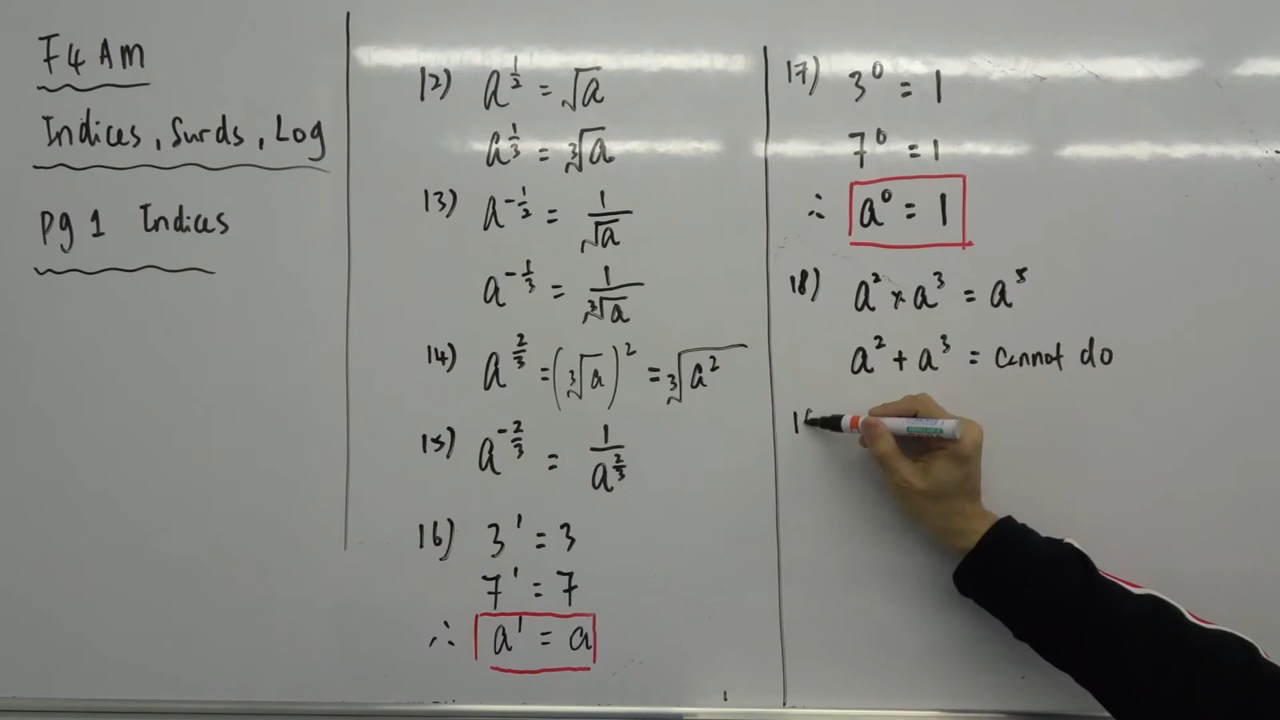 F4 Am
Indices, Surds, Log
Pg 1 Indices
12) a^(1/2) = √a
a^(1/3) = ∛a
13) a^(-1/2) = 1/√a
a^(-1/3) = 1/∛a
14) a^(2/3) = (∛a)² = ∛(a²)
15) a^(-2/3) = 1/a^(2/3)
16) 3¹ = 3
7¹ = 7
∴ a¹ = a
17) 3⁰ = 1
7⁰ = 1
∴ a⁰ = 1
18) a² × a³ = a⁵
a² + a³ = cannot do
1